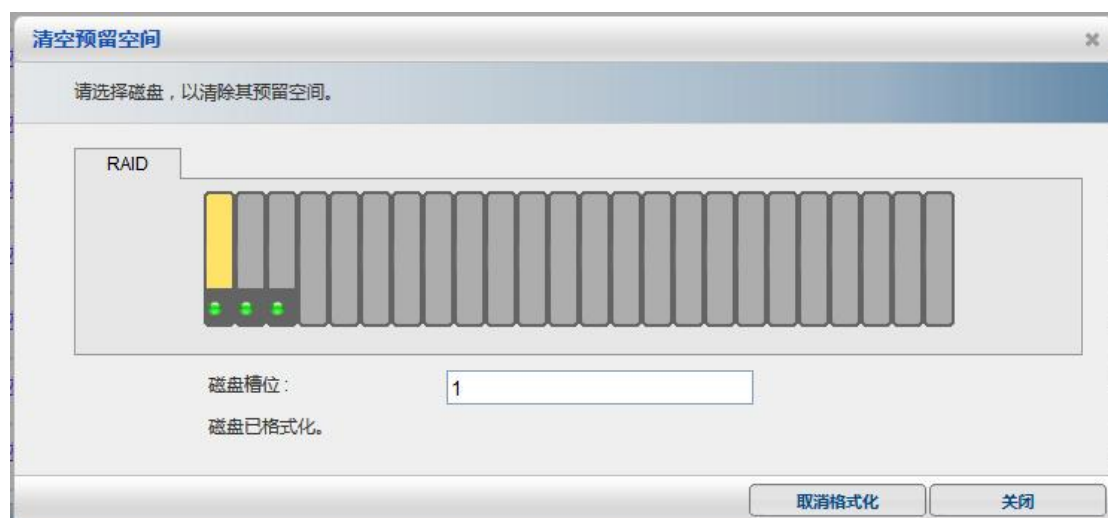 清空预留空间
请选择磁盘，以清除其预留空间。
RAID
磁盘槽位：
1
磁盘已格式化。
取消格式化
关闭